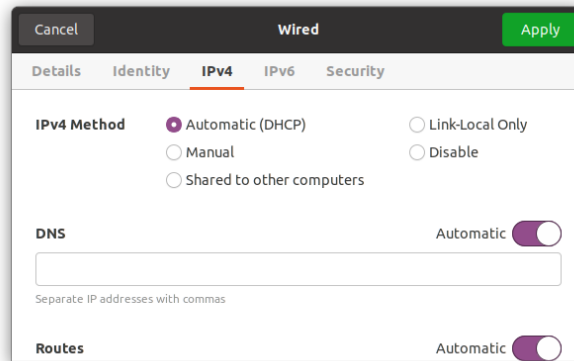 Cancel Wired Apply
Details Identity IPv4 IPv6 Security
IPv4 Method Automatic (DHCP) Link-Local Only
Manual Disable
Shared to other computers
DNS Automatic
Separate IP addresses with commas
Routes Automatic